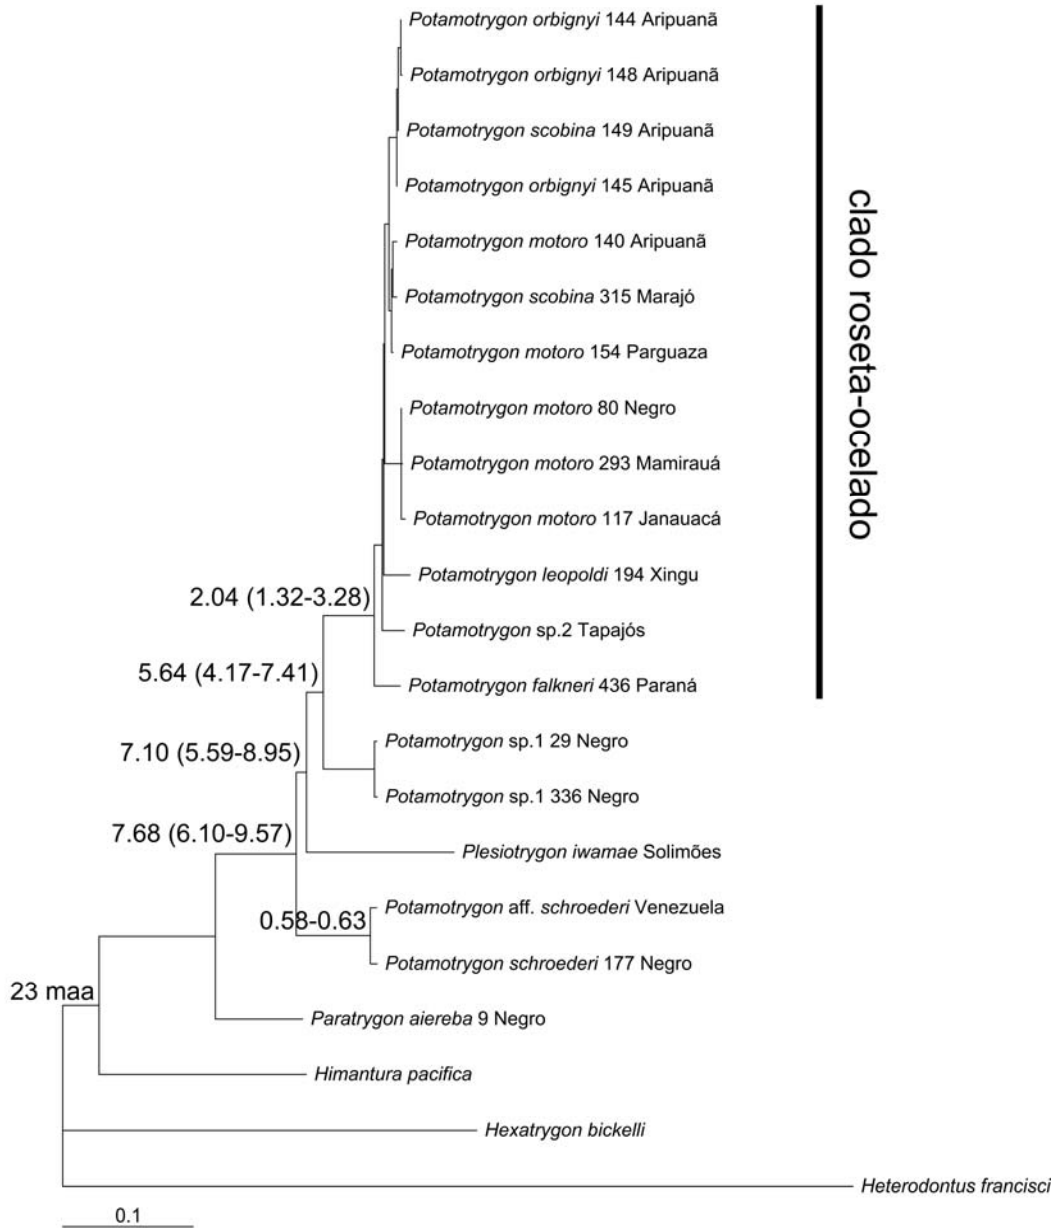 Potamotrygon orbignyi 144 Aripuanã
Potamotrygon orbignyi 148 Aripuanã
Potamotrygon scobina 149 Aripuanã
Potamotrygon orbignyi 145 Aripuanã
Potamotrygon motoro 140 Aripuanã
Potamotrygon scobina 315 Marajó
Potamotrygon motoro 154 Parguaza
Potamotrygon motoro 80 Negro
Potamotrygon motoro 293 Mamirauá
Potamotrygon motoro 117 Janauacá
Potamotrygon leopoldi 194 Xingu
Potamotrygon sp.2 Tapajós
Potamotrygon falkneri 436 Paraná
Potamotrygon sp.1 29 Negro
Potamotrygon sp.1 336 Negro
Plesiotrygon iwamae Solimões
Potamotrygon aff. schroederi Venezuela
Potamotrygon schroederi 177 Negro
Paratrygon aiereba 9 Negro
Himantura pacifica
Hexatrygon bickelli
Heterodontus francisci
clado roseta-ocelado
2.04 (1.32-3.28)
5.64 (4.17-7.41)
7.10 (5.59-8.95)
7.68 (6.10-9.57)
0.58-0.63
23 maa
0.1